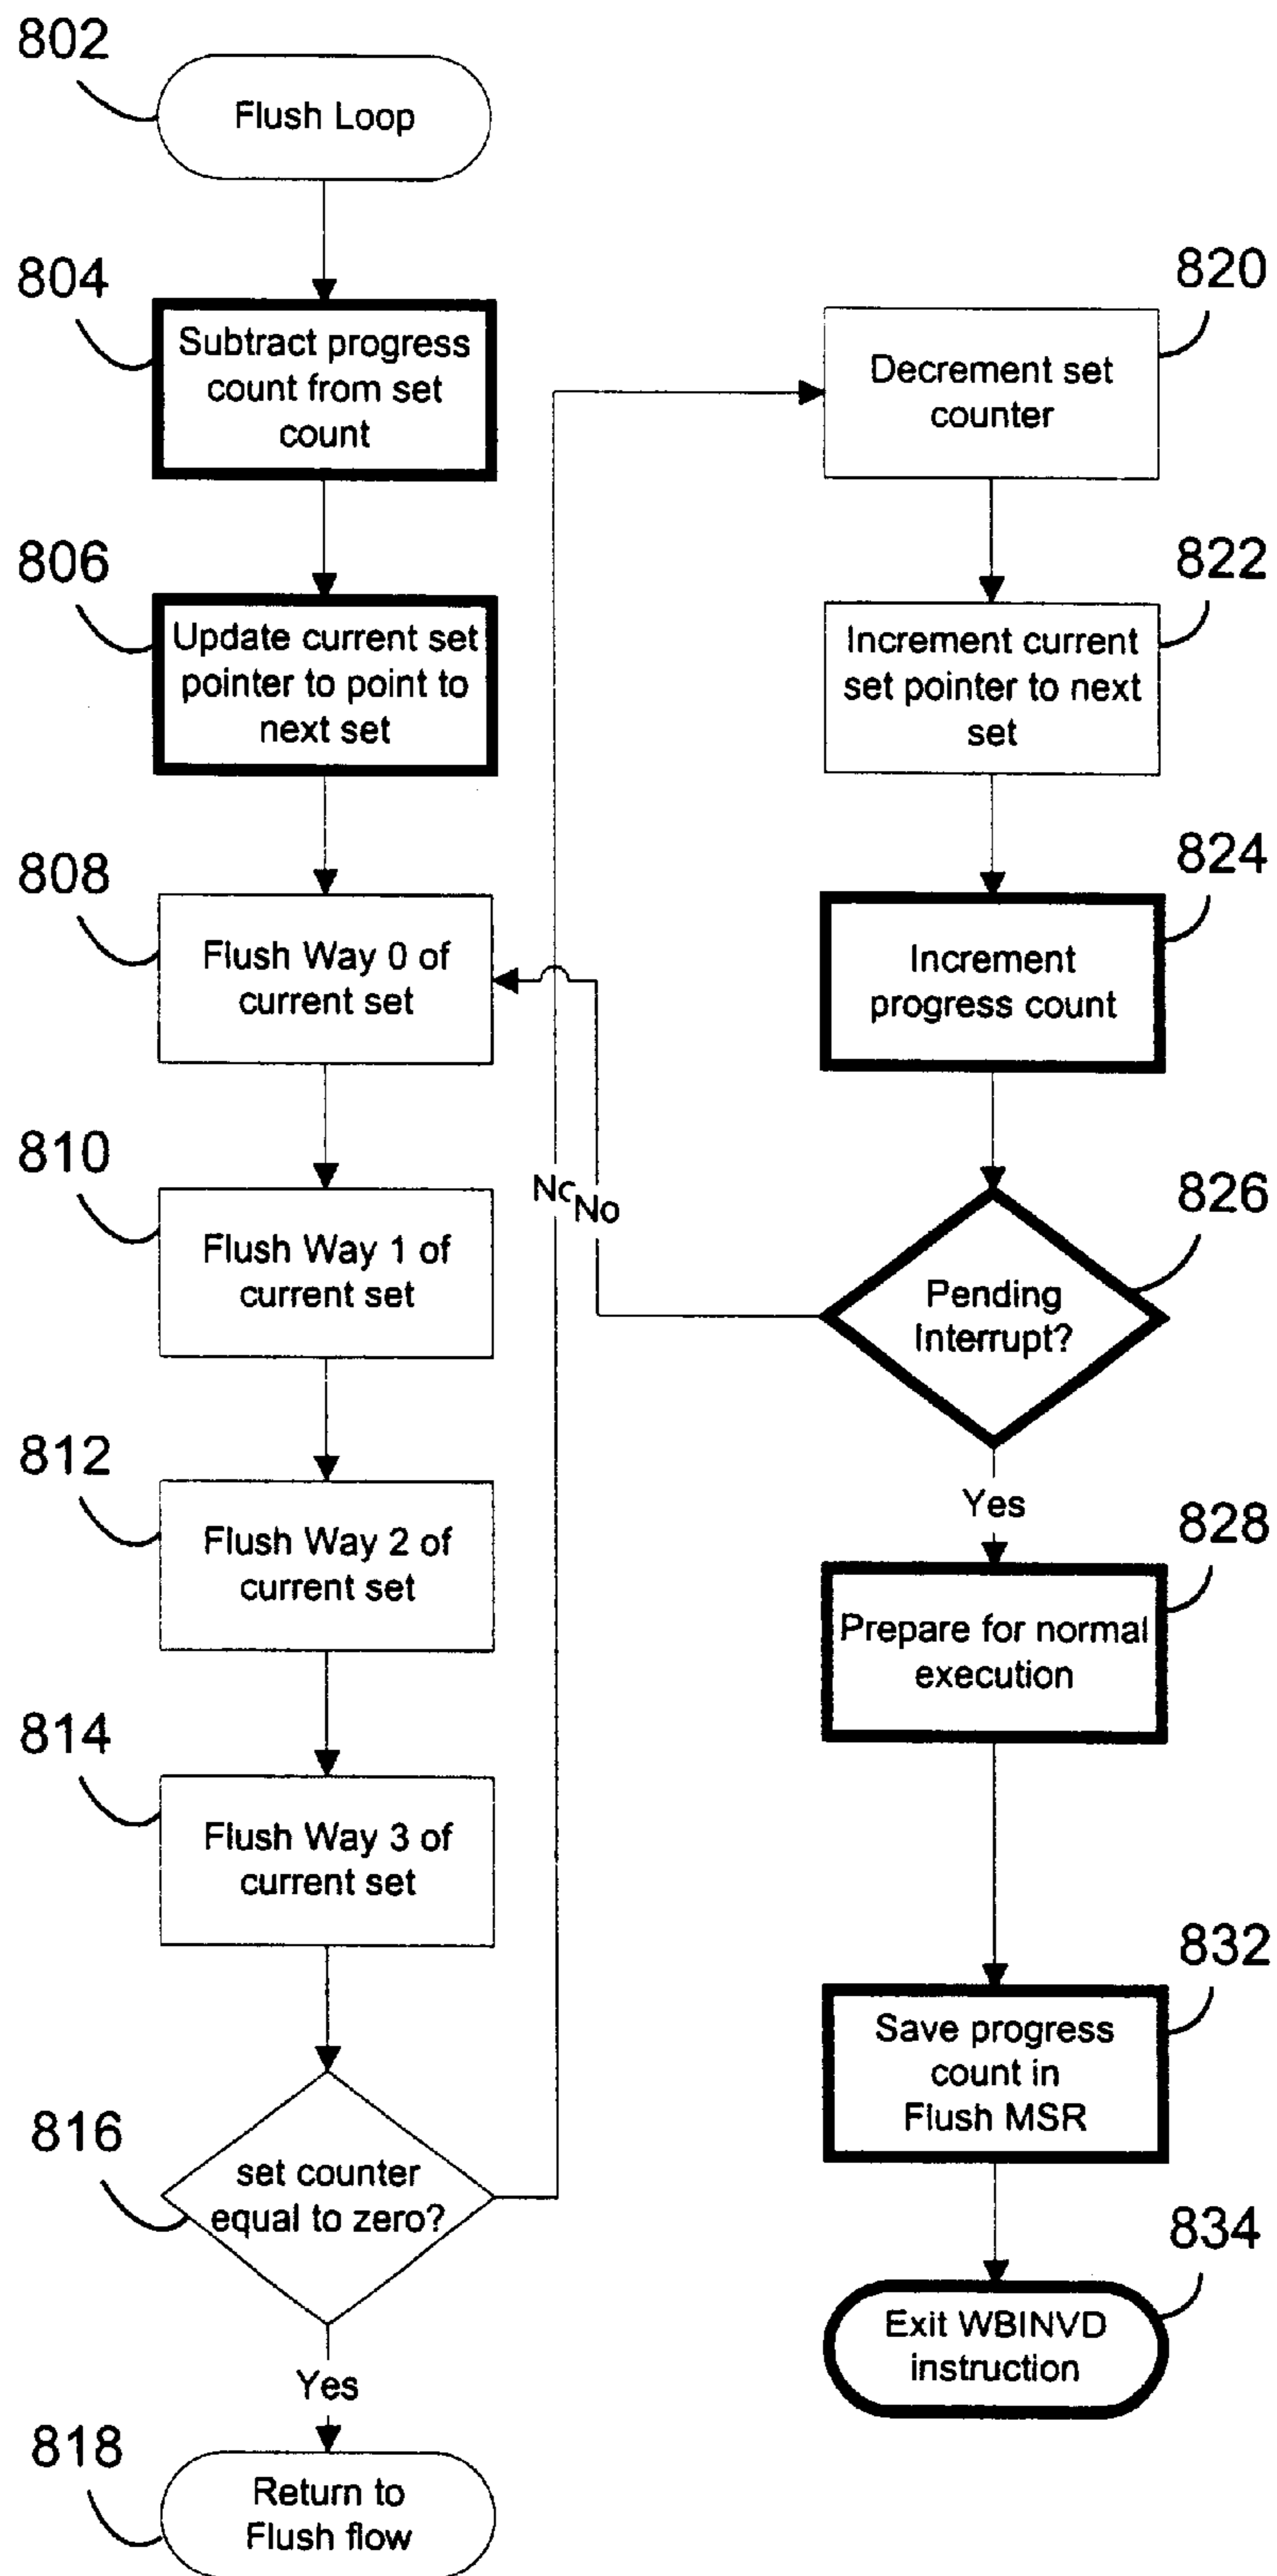 802
Flush Loop
804
Subtract progress
count from set
count
806
Update current set
pointer to point to
next set
808
Flush Way 0 of
current set
810
Flush Way 1 of
current set
812
Flush Way 2 of
current set
814
Flush Way 3 of
current set
816
set counter
equal to zero?
Yes
818
Return to
Flush flow
No
No
820
Decrement set
counter
822
Increment current
set pointer to next
set
824
Increment
progress count
826
Pending
Interrupt?
Yes
828
Prepare for normal
execution
832
Save progress
count in
Flush MSR
834
Exit WBINVD
instruction